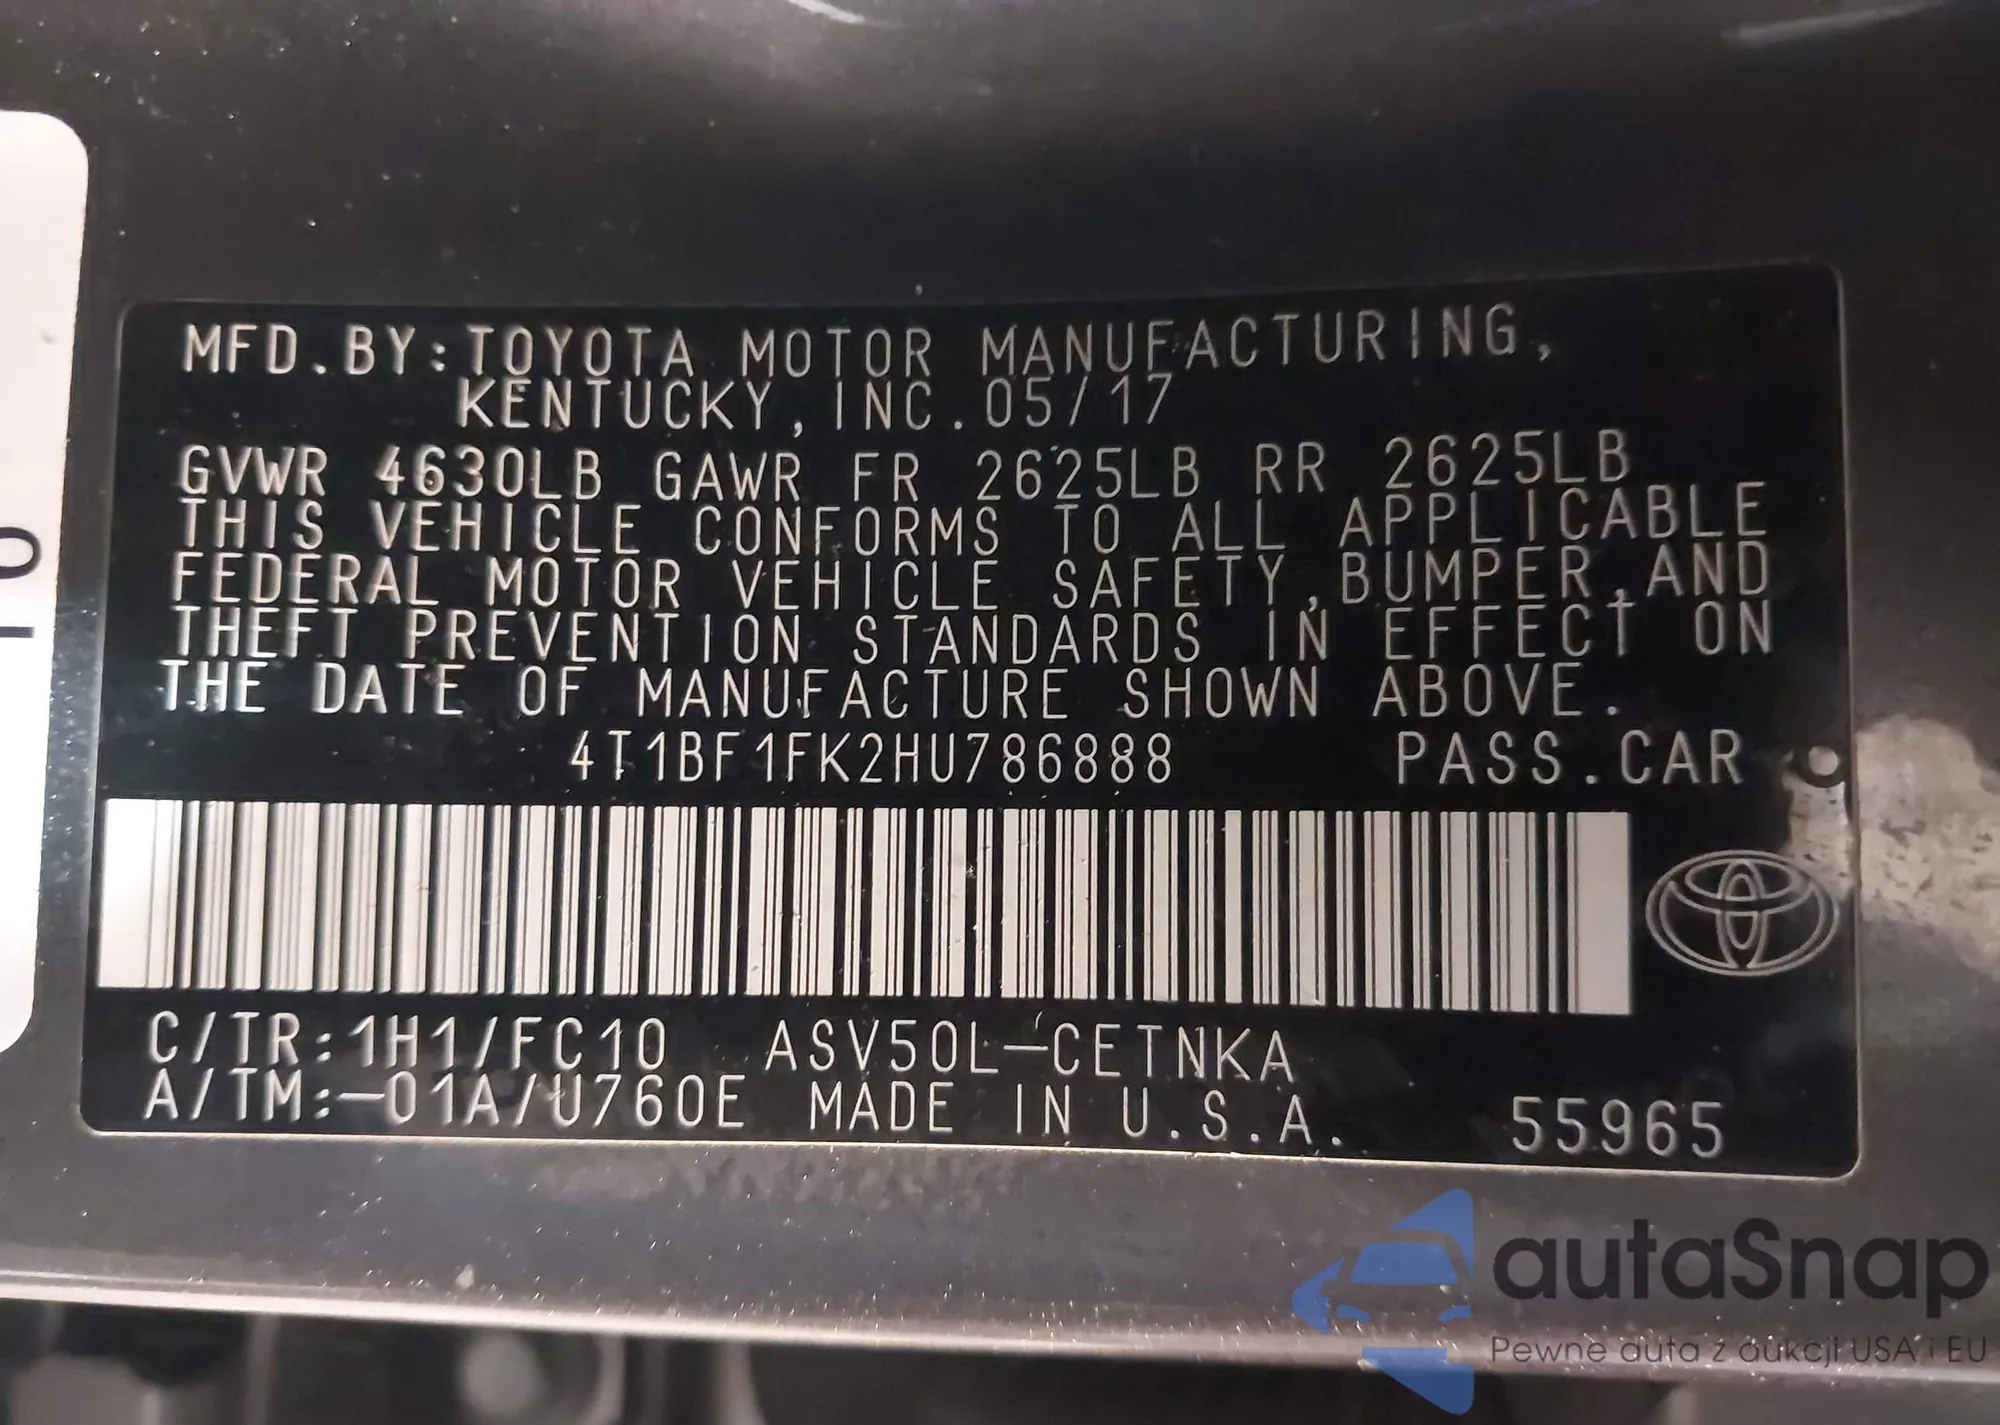 MFD.BY:TOYOTA MOTOR MANUFACTURING,
KENTUCKY,INC.05/17
GVWR 4630LB GAWR FR 2625LB RR 2625LB
THIS VEHICLE CONFORMS TO ALL APPLICABLE
FEDERAL MOTOR VEHICLE SAFETY,BUMPER,AND
THEFT PREVENTION STANDARDS IN EFFECT ON
THE DATE OF MANUFACTURE SHOWN ABOVE.
4T1BF1FK2HU786888 PASS.CAR
C/TR:1H1/FC10 ASV50L-CETNKA
A/TM:-01A/U760E MADE IN U.S.A. 55965
autaSnap
Pewne auta z aukcji USA i EU